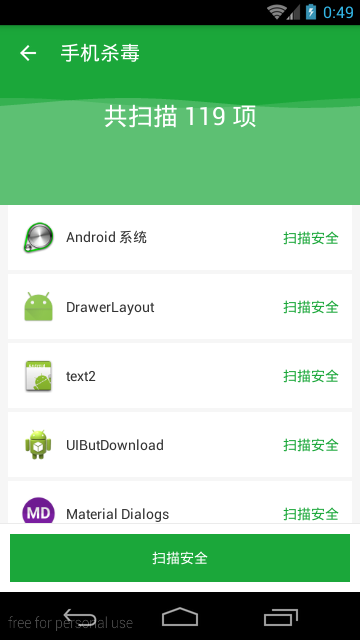 0:49
手机杀毒
共扫描 119 项
Android 系统 扫描安全
DrawerLayout 扫描安全
text2 扫描安全
UIButDownload 扫描安全
MD Material Dialogs 扫描安全
扫描安全
free for personal use